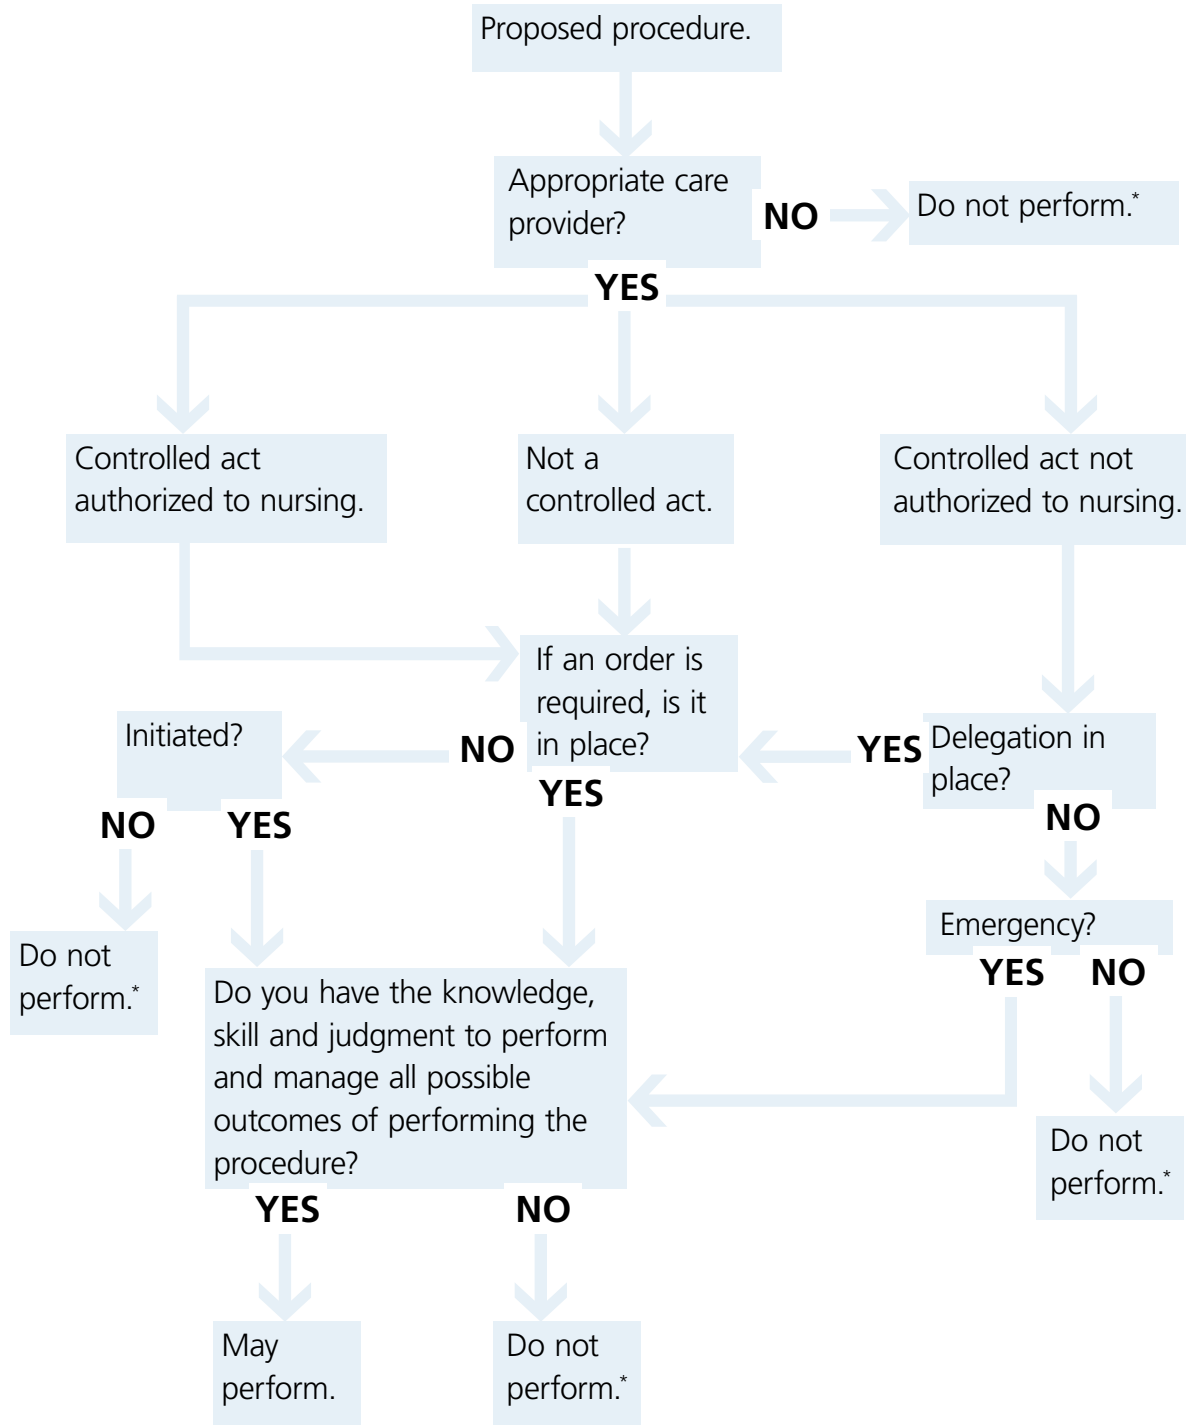 Proposed procedure.
Appropriate care
provider?
NO
Do not perform.*
YES
Controlled act
authorized to nursing.
Not a
controlled act.
Controlled act not
authorized to nursing.
If an order is
required, is it
in place?
Initiated?
NO
YES
Delegation in
place?
YES
NO
NO
YES
Emergency?
YES
NO
Do not
perform.*
Do you have the knowledge,
skill and judgment to perform
and manage all possible
outcomes of performing the
procedure?
Do not
perform.*
YES
NO
May
perform.
Do not
perform.*